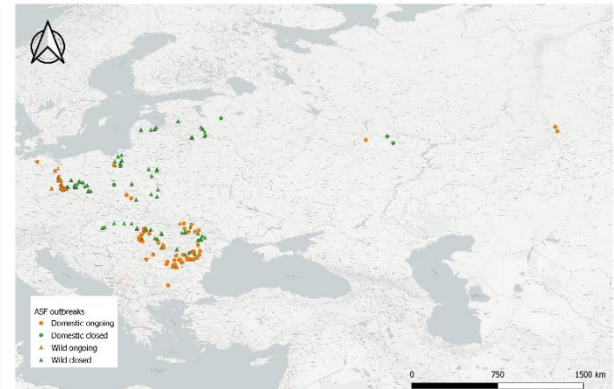 ASF outbreaks
Domestic ongoing
Domestic closed
Wild ongoing
Wild closed
0 750 1500 km